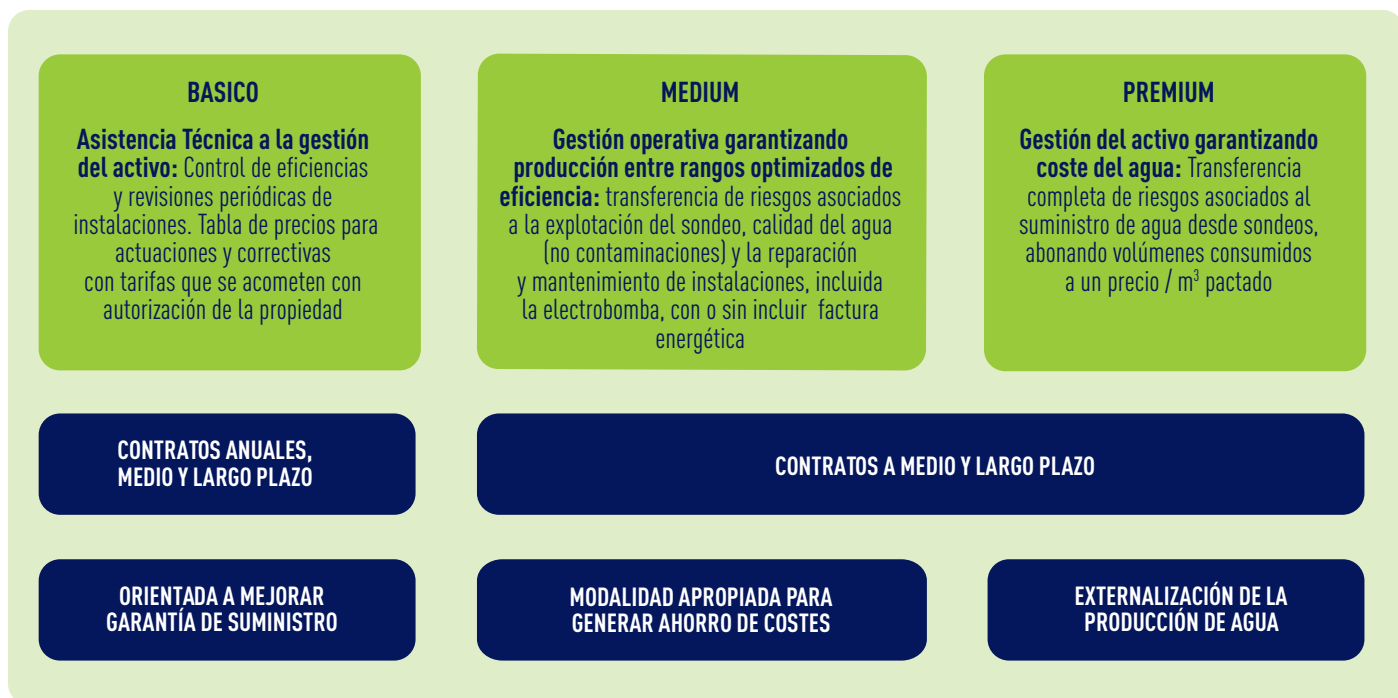 BASICO
Asistencia Técnica a la gestión
del activo: Control de eficiencias
y revisiones periódicas de
instalaciones. Tabla de precios para
actuaciones y correctivas
con tarifas que se acometen con
autorización de la propiedad
MEDIUM
Gestión operativa garantizando
producción entre rangos optimizados de
eficiencia: transferencia de riesgos asociados
a la explotación del sondeo, calidad del agua
(no contaminaciones) y la reparación
y mantenimiento de instalaciones, incluida
la electrobomba, con o sin incluir factura
energética
PREMIUM
Gestión del activo garantizando
coste del agua: Transferencia
completa de riesgos asociados al
suministro de agua desde sondeos,
abonando volúmenes consumidos
a un precio / m³ pactado
CONTRATOS ANUALES,
MEDIO Y LARGO PLAZO
CONTRATOS A MEDIO Y LARGO PLAZO
ORIENTADA A MEJORAR
GARANTÍA DE SUMINISTRO
MODALIDAD APROPIADA PARA
GENERAR AHORRO DE COSTES
EXTERNALIZACIÓN DE LA
PRODUCCIÓN DE AGUA